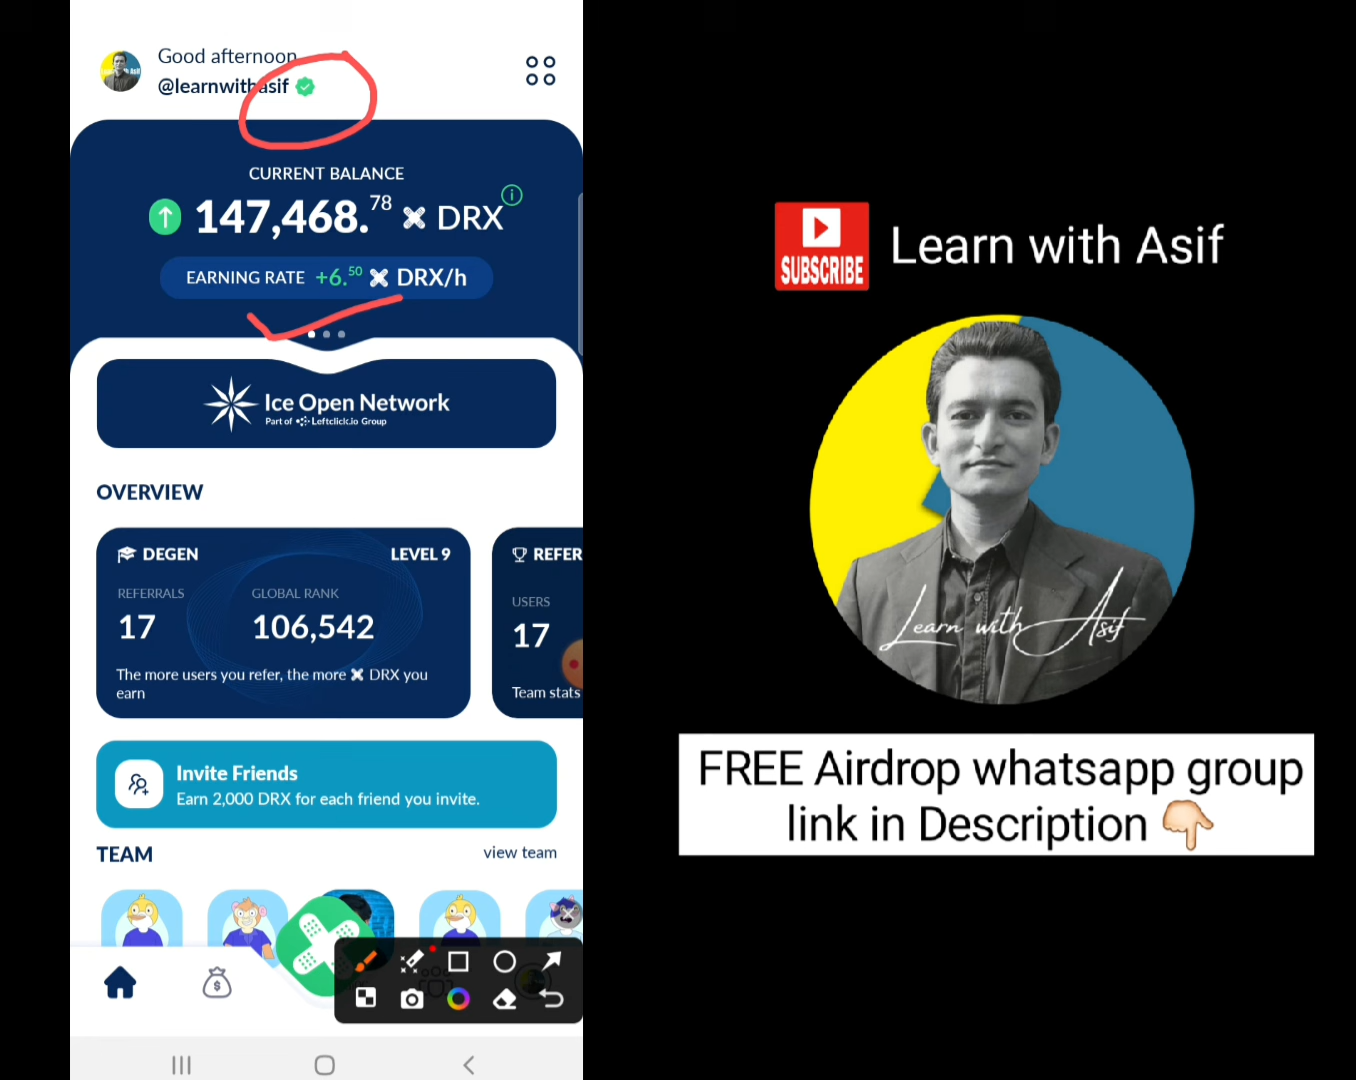 Good afternoon
@learnwithasif
CURRENT BALANCE
147,468.78 DRX
EARNING RATE +6.50 DRX/h
Ice Open Network
Part of Leftclick.io Group
OVERVIEW
DEGEN LEVEL 9
REFERRALS GLOBAL RANK
17 106,542
The more users you refer, the more DRX you
earn
REFER
USERS
17
Team stats
Invite Friends
Earn 2,000 DRX for each friend you invite.
TEAM view team
SUBSCRIBE
Learn with Asif
Learn with Asif
FREE Airdrop whatsapp group
link in Description